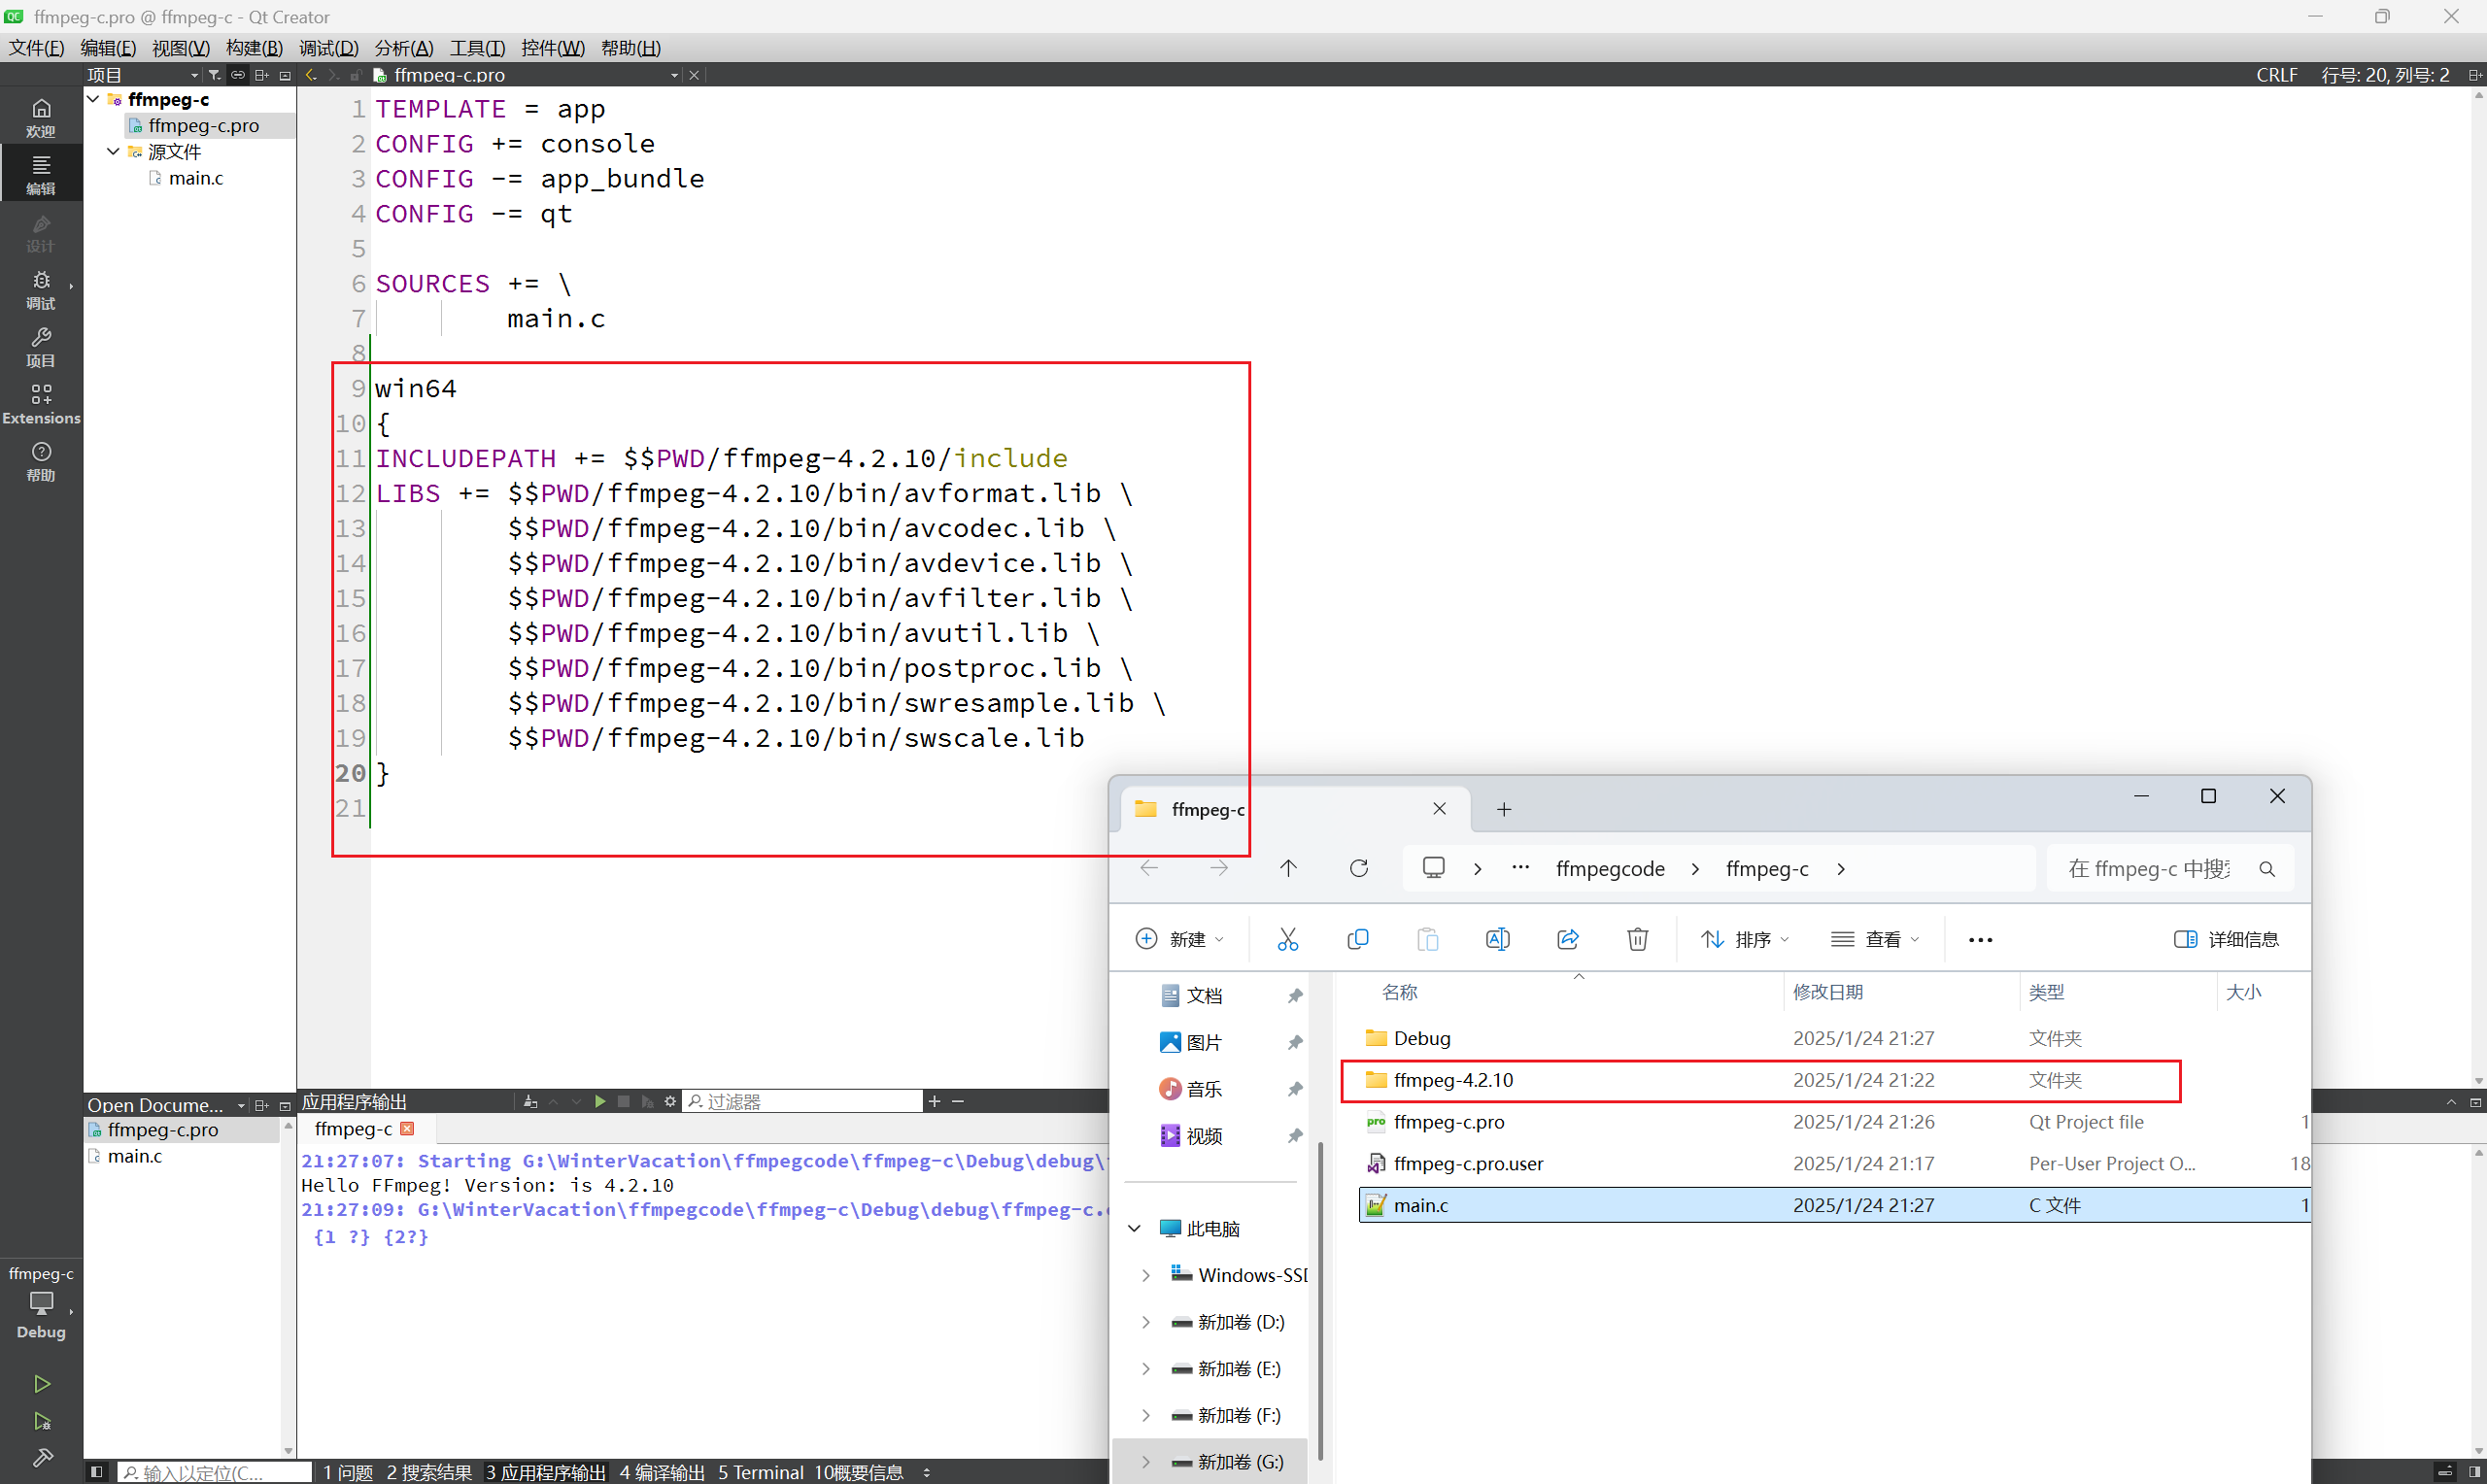 ffmpeg-c.pro @ ffmpeg-c - Qt Creator
文件(F) 编辑(E) 视图(V) 构建(B) 调试(D) 分析(A) 工具(T) 控件(W) 帮助(H)
项目
ffmpeg-c.pro
CRLF 行号: 20, 列号: 2
欢迎
编辑
设计
调试
项目
Extensions
帮助
ffmpeg-c
ffmpeg-c.pro
源文件
main.c
1 TEMPLATE = app
2 CONFIG += console
3 CONFIG -= app_bundle
4 CONFIG -= qt
5
6 SOURCES += \
7 main.c
8
9 win64
10 {
11 INCLUDEPATH += $$PWD/ffmpeg-4.2.10/include
12 LIBS += $$PWD/ffmpeg-4.2.10/bin/avformat.lib \
13 $$PWD/ffmpeg-4.2.10/bin/avcodec.lib \
14 $$PWD/ffmpeg-4.2.10/bin/avdevice.lib \
15 $$PWD/ffmpeg-4.2.10/bin/avfilter.lib \
16 $$PWD/ffmpeg-4.2.10/bin/avutil.lib \
17 $$PWD/ffmpeg-4.2.10/bin/postproc.lib \
18 $$PWD/ffmpeg-4.2.10/bin/swresample.lib \
19 $$PWD/ffmpeg-4.2.10/bin/swscale.lib
20 }
21
Open Docume...
ffmpeg-c.pro
main.c
应用程序输出
过滤器
ffmpeg-c
21:27:07: Starting G:\WinterVacation\ffmpegcode\ffmpeg-c\Debug\debug\
Hello FFmpeg! Version: is 4.2.10
21:27:09: G:\WinterVacation\ffmpegcode\ffmpeg-c\Debug\debug\ffmpeg-c.
{1 ?} {2?}
ffmpeg-c
Debug
输入以定位(C...
1 问题 2 搜索结果 3 应用程序输出 4 编译输出 5 Terminal 10概要信息
ffmpeg-c
ffmpegcode ffmpeg-c
在 ffmpeg-c 中搜
新建
排序
查看
详细信息
文档
图片
音乐
视频
此电脑
Windows-SS
新加卷 (D:)
新加卷 (E:)
新加卷 (F:)
新加卷 (G:)
名称 修改日期 类型 大小
Debug 2025/1/24 21:27 文件夹
ffmpeg-4.2.10 2025/1/24 21:22 文件夹
ffmpeg-c.pro 2025/1/24 21:26 Qt Project file 1
ffmpeg-c.pro.user 2025/1/24 21:17 Per-User Project O... 18
main.c 2025/1/24 21:27 C 文件 1